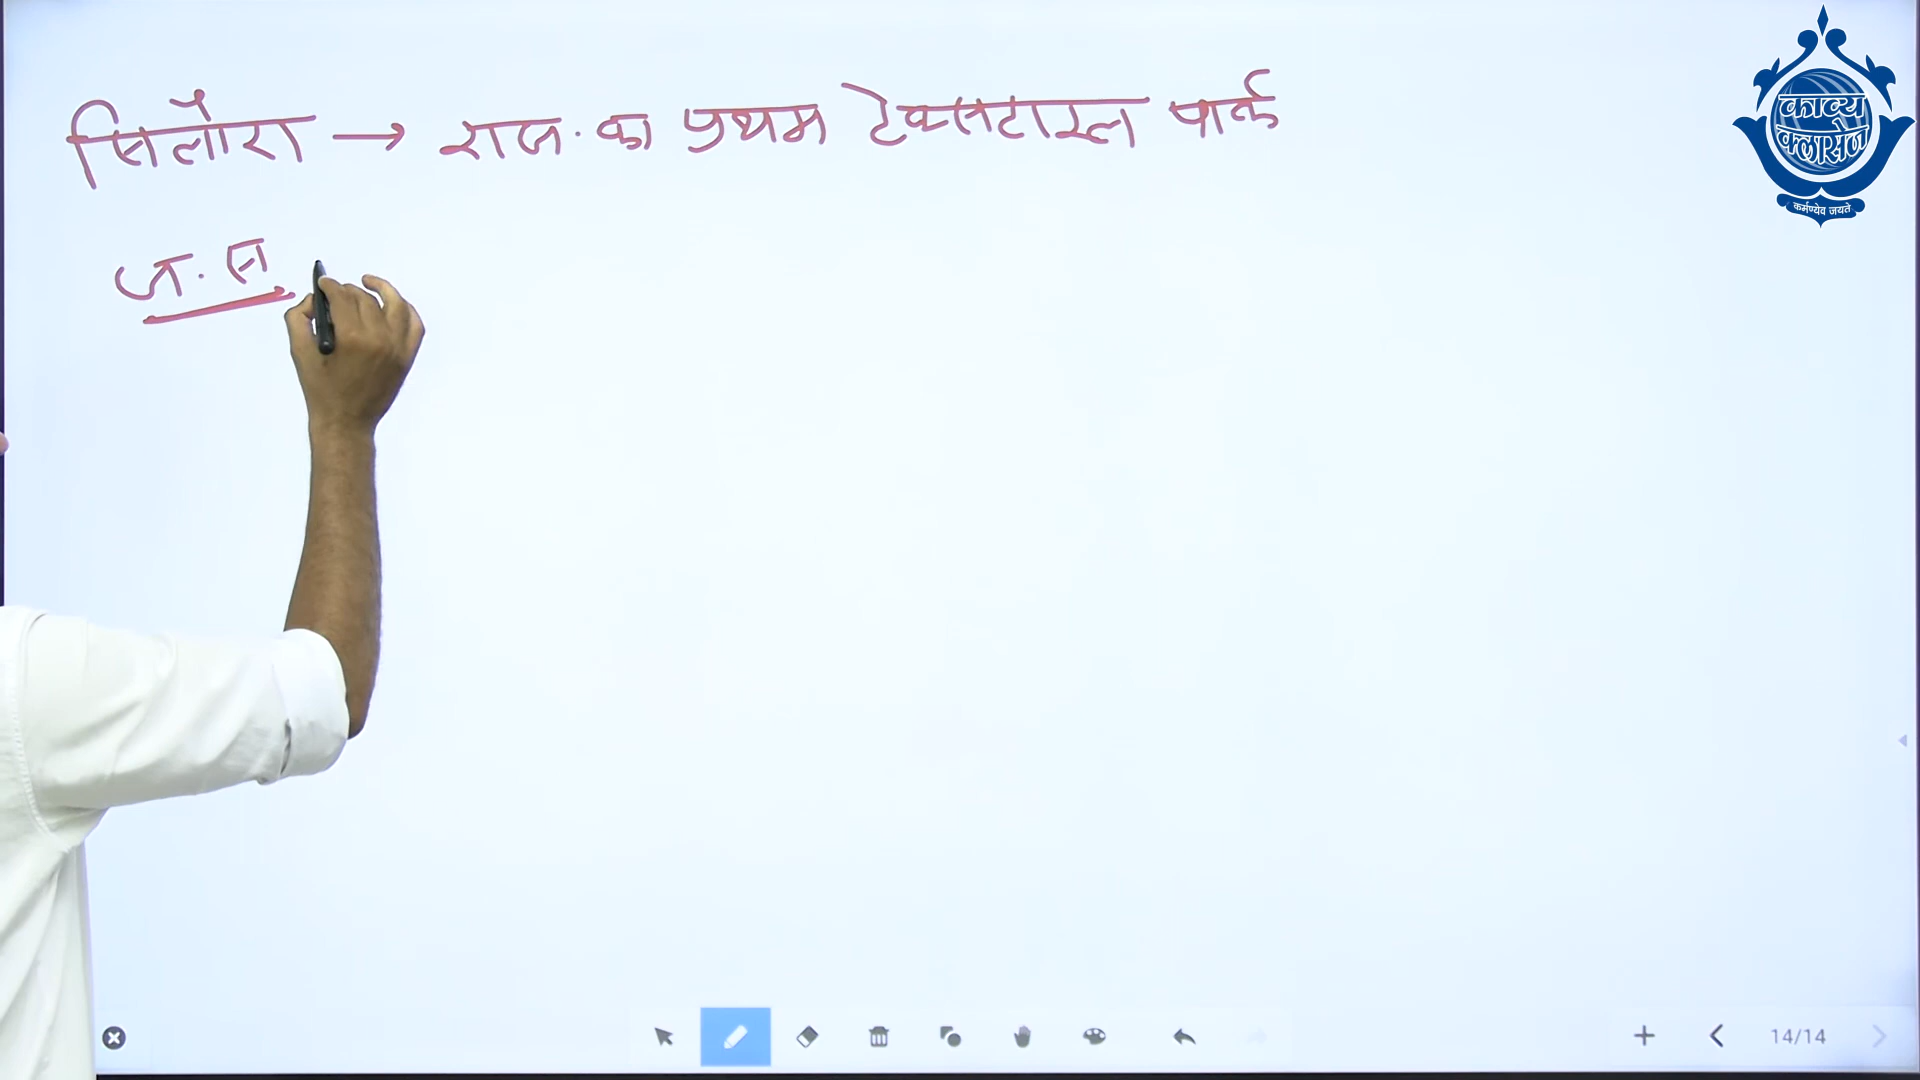 सिलौरा → राज. का प्रथम टेक्सटाइल पार्क
ज. स
काव्य
क्लासेज
कर्मण्येव जयते
14/14